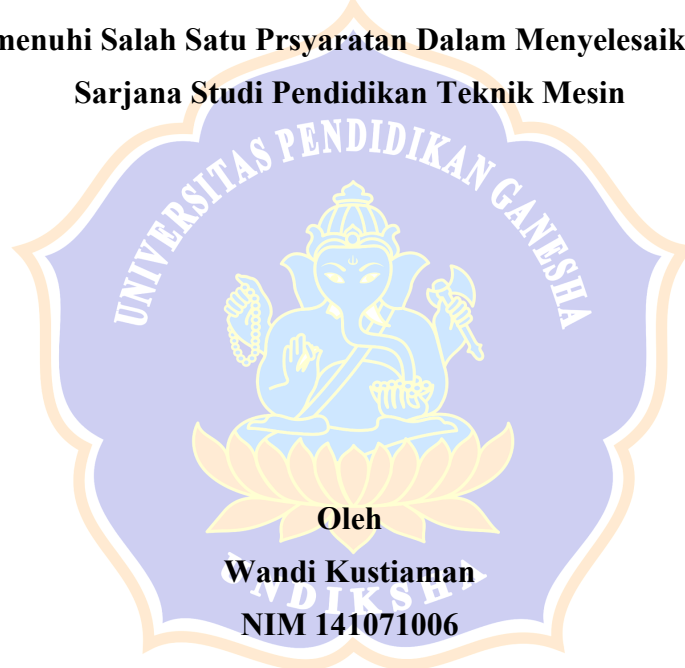 menuhi Salah Satu Prsyaratan Dalam Menyelesaik
Sarjana Studi Pendidikan Teknik Mesin
UNIVERSITAS PENDIDIKAN GANESHA
Oleh
Wandi Kustiaman
UNDIKSHA
NIM 141071006